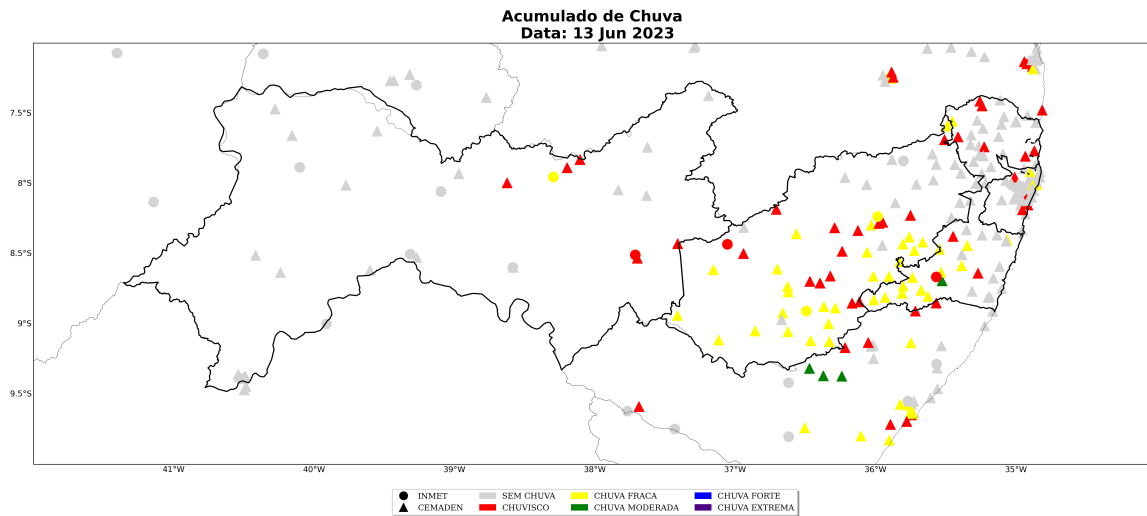 Acumulado de Chuva
Data: 13 Jun 2023
7.5°S
8°S
8.5°S
9°S
9.5°S
41°W
40°W
39°W
38°W
37°W
36°W
35°W
INMET
SEM CHUVA
CHUVA FRACA
CHUVA FORTE
CEMADEN
CHUVISCO
CHUVA MODERADA
CHUVA EXTREMA